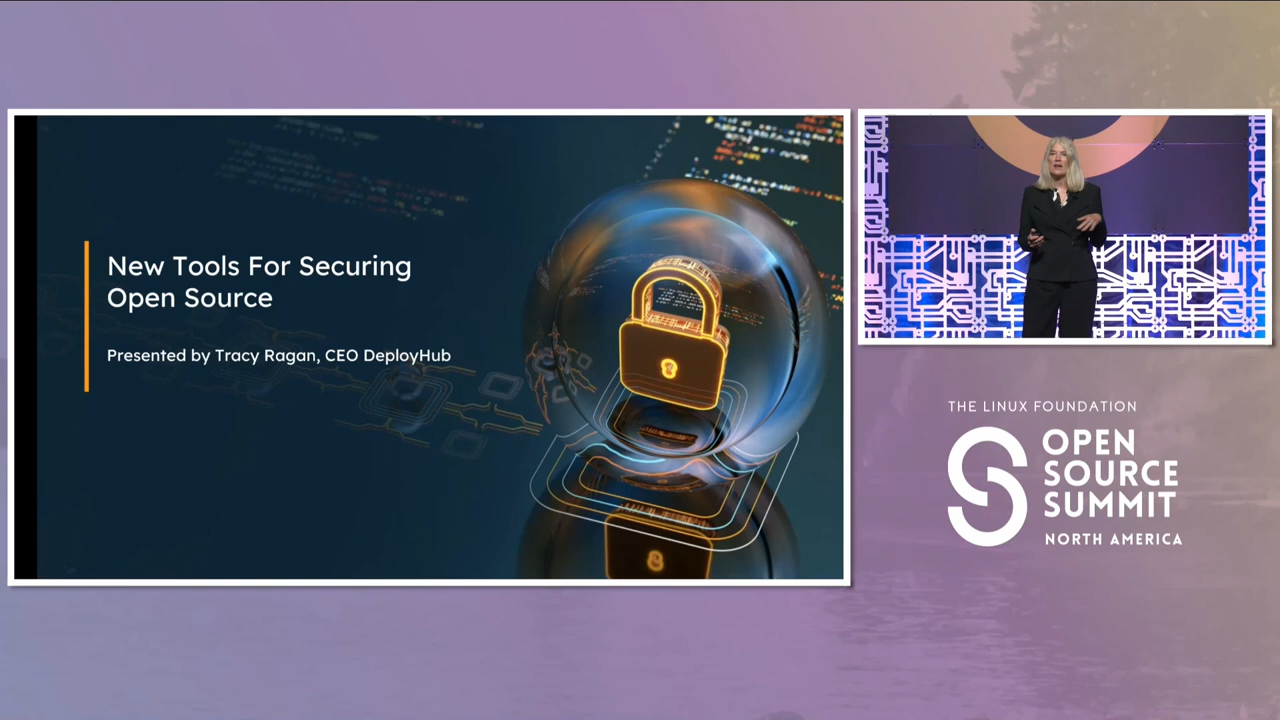 New Tools For Securing
Open Source
Presented by Tracy Ragan, CEO DeployHub
THE LINUX FOUNDATION
OPEN
SOURCE
SUMMIT
NORTH AMERICA